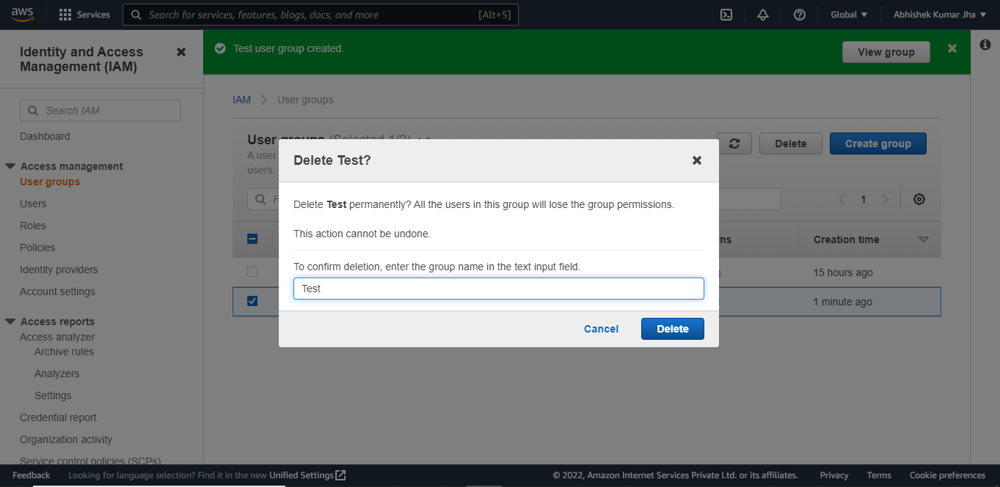 aws
Services
Search for services, features, blogs, docs, and more
[Alt+S]
Global
Abhishek Kumar Jha
Identity and Access
Management (IAM)
Search IAM
Dashboard
Access management
User groups
Users
Roles
Policies
Identity providers
Account settings
Access reports
Access analyzer
Archive rules
Analyzers
Settings
Credential report
Organization activity
Service control policies (SCPs)
Test user group created.
View group
IAM
User groups
User groups (Selected 1/2)
A user
users.
Delete
Create group
1
Creation time
15 hours ago
1 minute ago
Delete Test?
Delete Test permanently? All the users in this group will lose the group permissions.
This action cannot be undone.
To confirm deletion, enter the group name in the text input field.
Test
Cancel
Delete
Feedback
Looking for language selection? Find it in the new Unified Settings
© 2022, Amazon Internet Services Private Ltd. or its affiliates.
Privacy
Terms
Cookie preferences